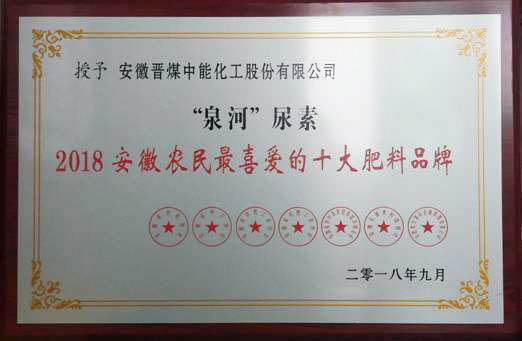 授予 安徽晋煤中能化工股份有限公司
“泉河”尿素
2018安徽农民最喜爱的十大肥料品牌
二零一八年九月